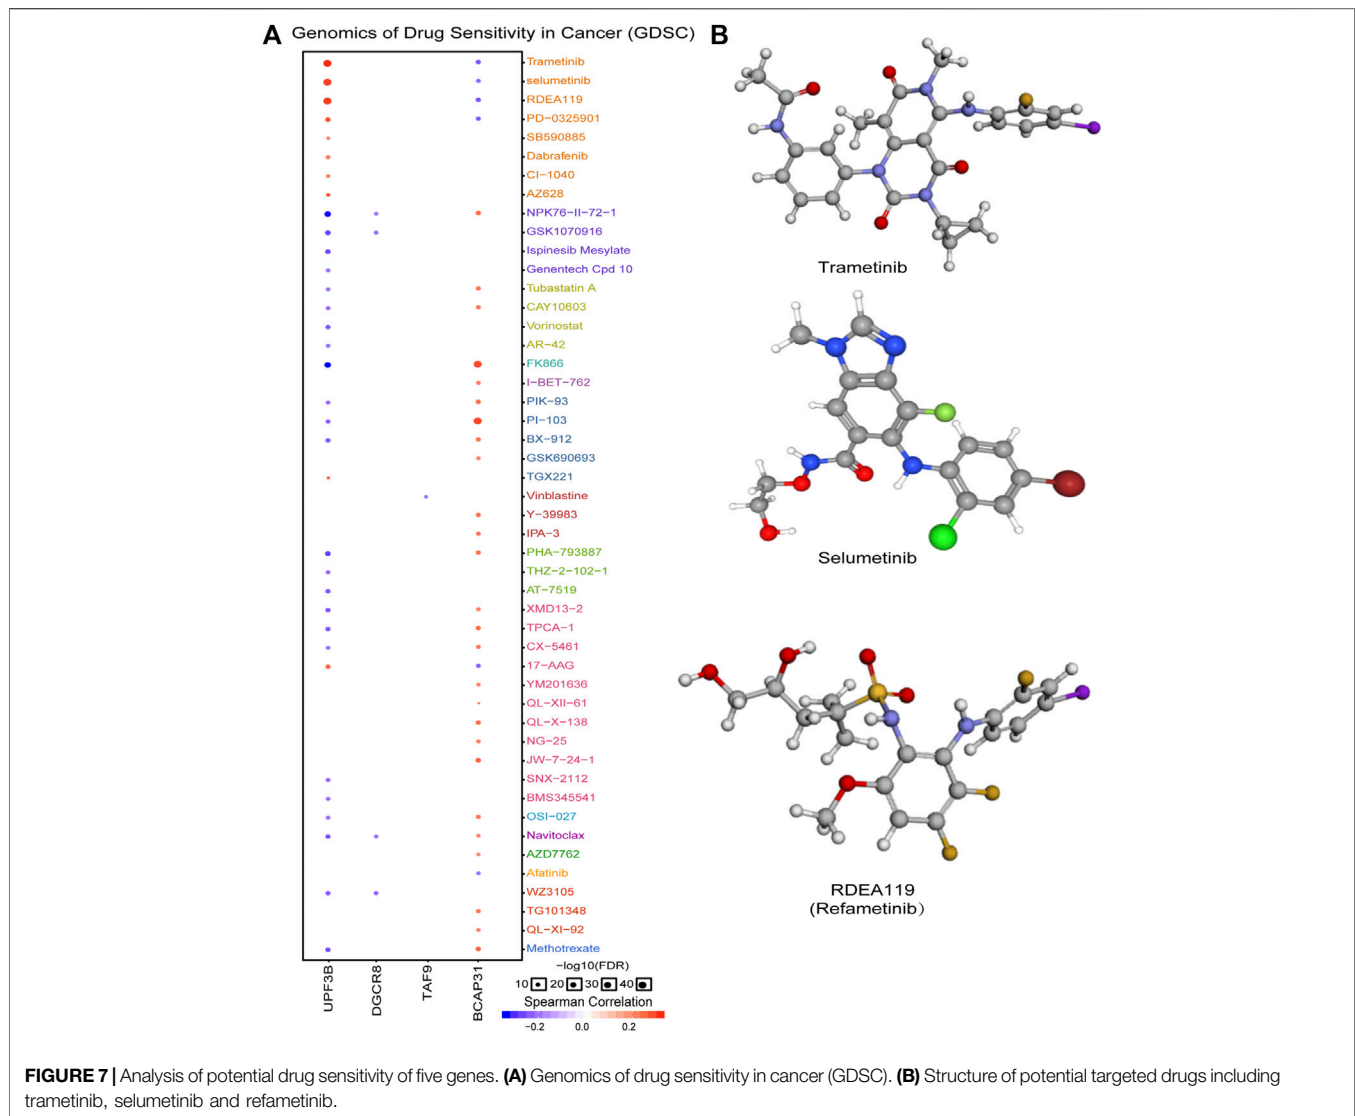 A Genomics of Drug Sensitivity in Cancer (GDSC) B
Trametinib
selumetinib
RDEA119
PD−0325901
SB590885
Dabrafenib
CI−1040
AZ628
NPK76−II−72−1
GSK1070916
Ispinesib Mesylate
Genentech Cpd 10
Tubastatin A
CAY10603
Vorinostat
AR−42
FK866
I−BET−762
PIK−93
PI−103
BX−912
GSK690693
TGX221
Vinblastine
Y−39983
IPA−3
PHA−793887
THZ−2−102−1
AT−7519
XMD13−2
TPCA−1
CX−5461
17−AAG
YM201636
QL−XII−61
QL−X−138
NG−25
JW−7−24−1
SNX−2112
BMS345541
OSI−027
Navitoclax
AZD7762
Afatinib
WZ3105
TG101348
QL−XI−92
Methotrexate
UPF3B
DGCR8
TAF9
BCAP31
−log10(FDR)
10 20 30 40
Spearman Correlation
−0.2 0.0 0.2
Trametinib
Selumetinib
RDEA119
(Refametinib)
FIGURE 7 | Analysis of potential drug sensitivity of five genes. (A) Genomics of drug sensitivity in cancer (GDSC). (B) Structure of potential targeted drugs including
trametinib, selumetinib and refametinib.